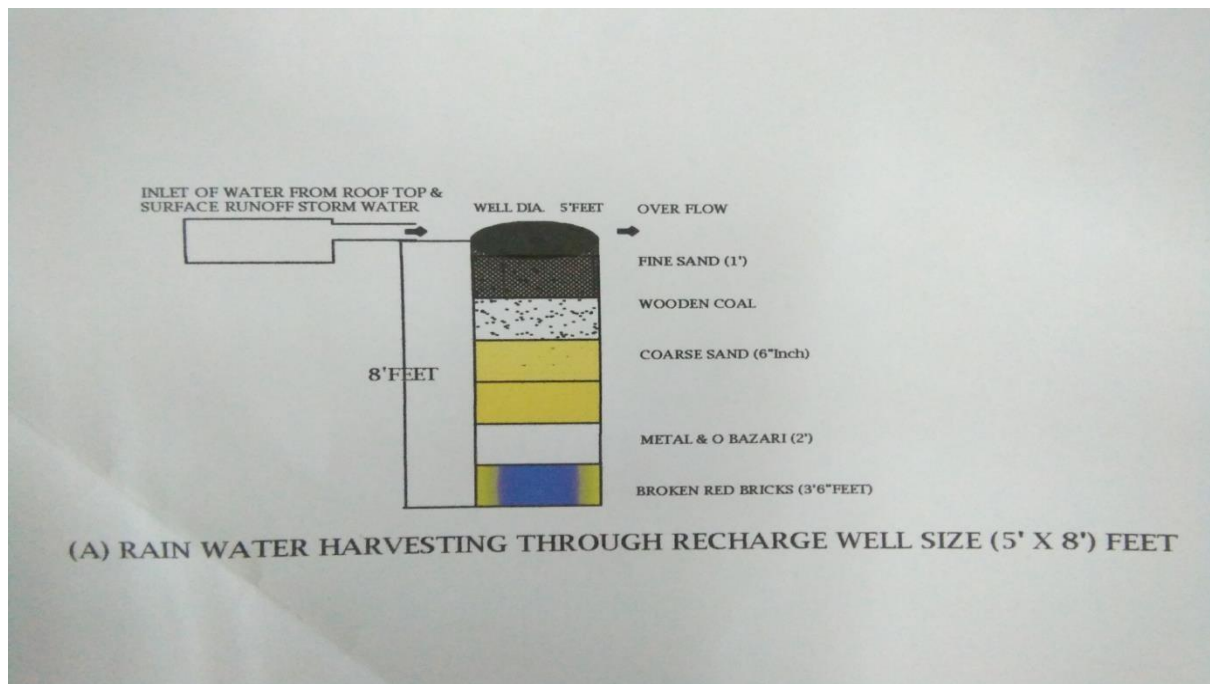 INLET OF WATER FROM ROOF TOP &
SURFACE RUNOFF STORM WATER
WELL DIA. 5'FEET
OVER FLOW
FINE SAND (1')
WOODEN COAL
COARSE SAND (6"Inch)
8'FEET
METAL & O BAZARI (2')
BROKEN RED BRICKS (3'6"FEET)
(A) RAIN WATER HARVESTING THROUGH RECHARGE WELL SIZE (5' X 8') FEET